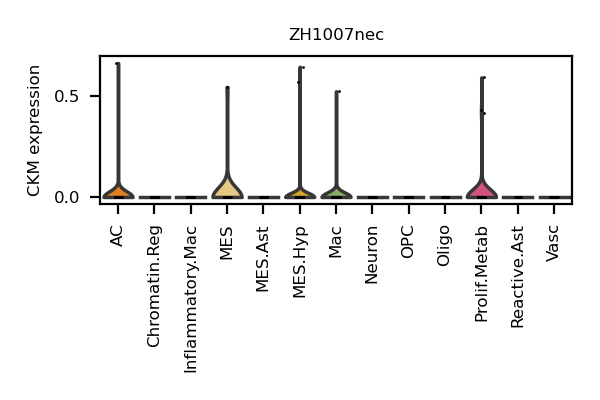 ZH1007nec
CKM expression
0.5
0.0
AC
Chromatin.Reg
Inflammatory.Mac
MES
MES.Ast
MES.Hyp
Mac
Neuron
OPC
Oligo
Prolif.Metab
Reactive.Ast
Vasc